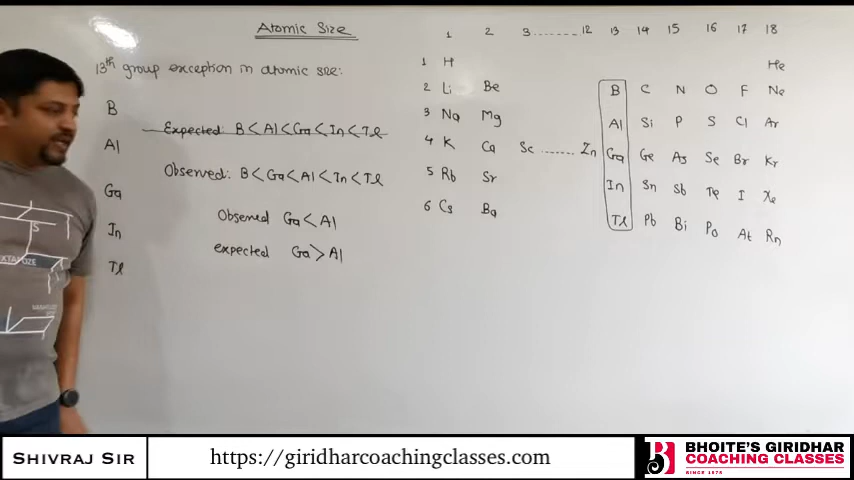 Atomic Size
13th group exception in atomic size:
B
Al
Ga
In
Tl
Expected: B < Al < Ga < In < Tl
Observed: B < Ga < Al < In < Tl
Observed Ga < Al
expected Ga > Al
1 2 3 ........ 12 13 14 15 16 17 18
1 H He
2 Li Be B C N O F Ne
3 Na Mg Al Si P S Cl Ar
4 K Ca Sc ....... Zn Ga Ge As Se Br Kr
5 Rb Sr In Sn Sb Te I Xe
6 Cs Ba Tl Pb Bi Po At Rn
S
SHIVRAJ SIR
https://giridharcoachingclasses.com
BHOITE'S GIRIDHAR
COACHING CLASSES
SINCE 1975